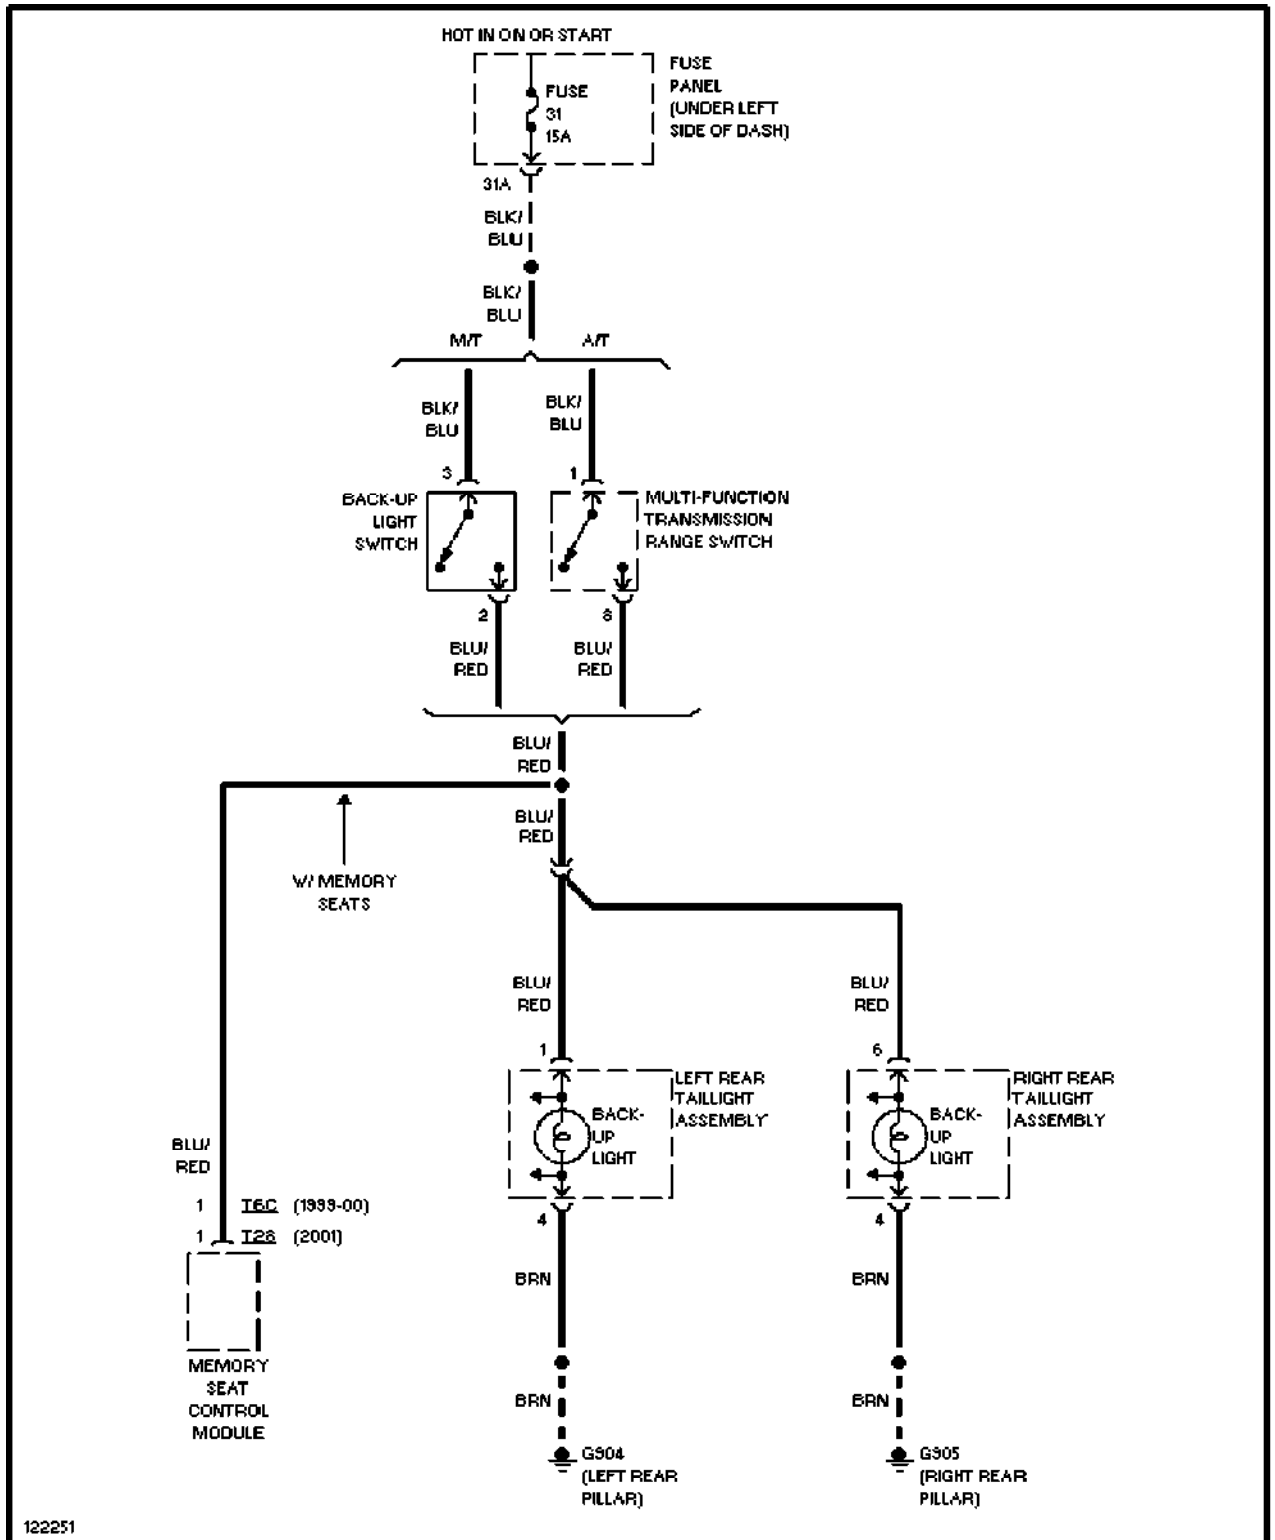 HOT IN ON OR START
FUSE
PANEL
(UNDER LEFT
SIDE OF DASH)
FUSE
31
15A
31A
BLK/
BLU
BLK/
BLU
M/T
A/T
BLK/
BLU
BLK/
BLU
3
1
BACK-UP
LIGHT
SWITCH
MULTI-FUNCTION
TRANSMISSION
RANGE SWITCH
2
8
BLU/
RED
BLU/
RED
BLU/
RED
BLU/
RED
W/ MEMORY
SEATS
BLU/
RED
BLU/
RED
1
6
LEFT REAR
TAILLIGHT
ASSEMBLY
BACK-
UP
LIGHT
RIGHT REAR
TAILLIGHT
ASSEMBLY
BACK-
UP
LIGHT
BLU/
RED
1 T6C (1999-00)
1 T28 (2001)
4
4
BRN
BRN
MEMORY
SEAT
CONTROL
MODULE
BRN
BRN
G904
(LEFT REAR
PILLAR)
G905
(RIGHT REAR
PILLAR)
122251